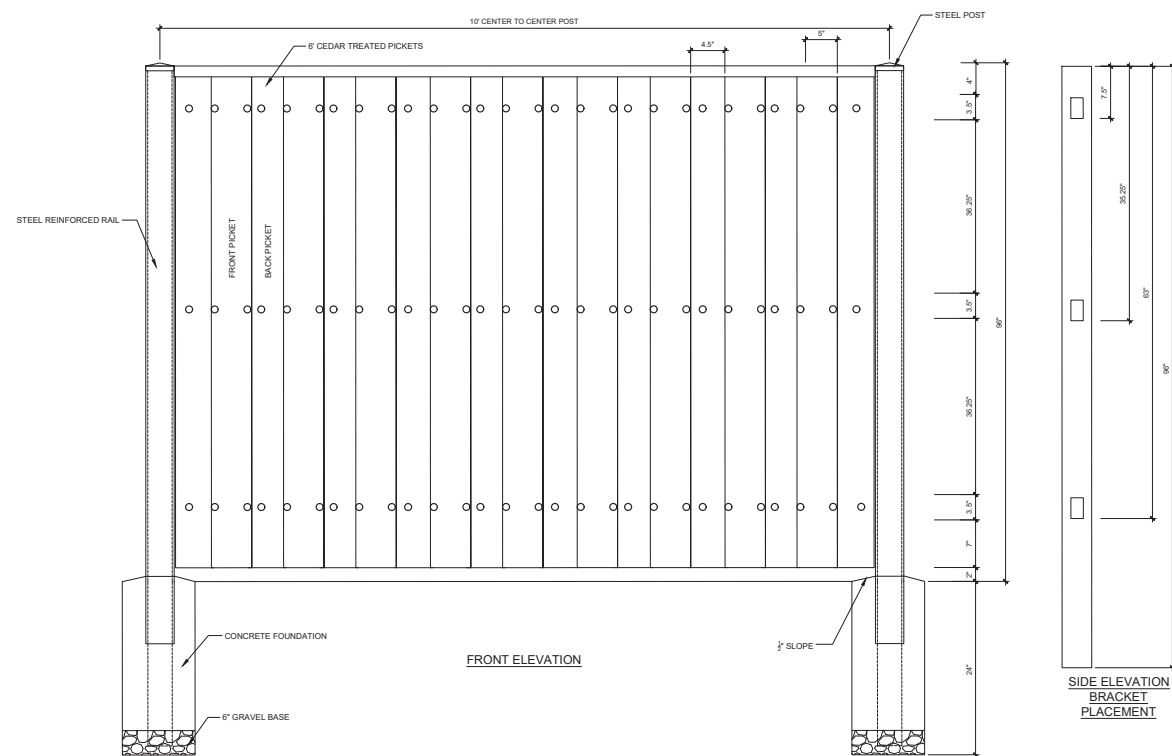 10' CENTER TO CENTER POST
STEEL POST
6' CEDAR TREATED PICKETS
4.5"
5"
STEEL REINFORCED RAIL
FRONT PICKET
BACK PICKET
4"
3.5"
36.25"
3.5"
36.25"
3.5"
7"
2"
24"
96"
7.5"
35.25"
63"
96"
CONCRETE FOUNDATION
6" GRAVEL BASE
FRONT ELEVATION
½" SLOPE
SIDE ELEVATION
BRACKET
PLACEMENT